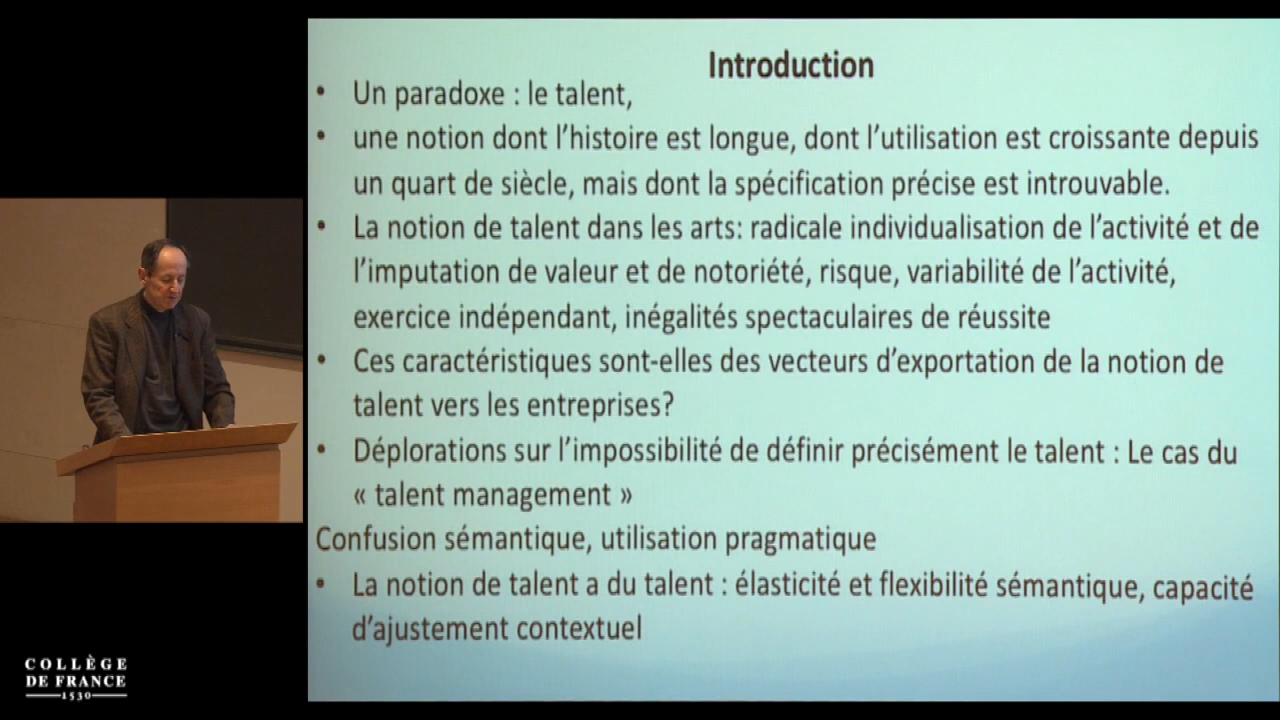 Introduction
• Un paradoxe : le talent,
• une notion dont l'histoire est longue, dont l'utilisation est croissante depuis
un quart de siècle, mais dont la spécification précise est introuvable.
• La notion de talent dans les arts: radicale individualisation de l'activité et de
l'imputation de valeur et de notoriété, risque, variabilité de l'activité,
exercice indépendant, inégalités spectaculaires de réussite
• Ces caractéristiques sont-elles des vecteurs d'exportation de la notion de
talent vers les entreprises?
• Déplorations sur l'impossibilité de définir précisément le talent : Le cas du
« talent management »
Confusion sémantique, utilisation pragmatique
• La notion de talent a du talent : élasticité et flexibilité sémantique, capacité
d'ajustement contextuel
COLLÈGE
DE FRANCE
1530